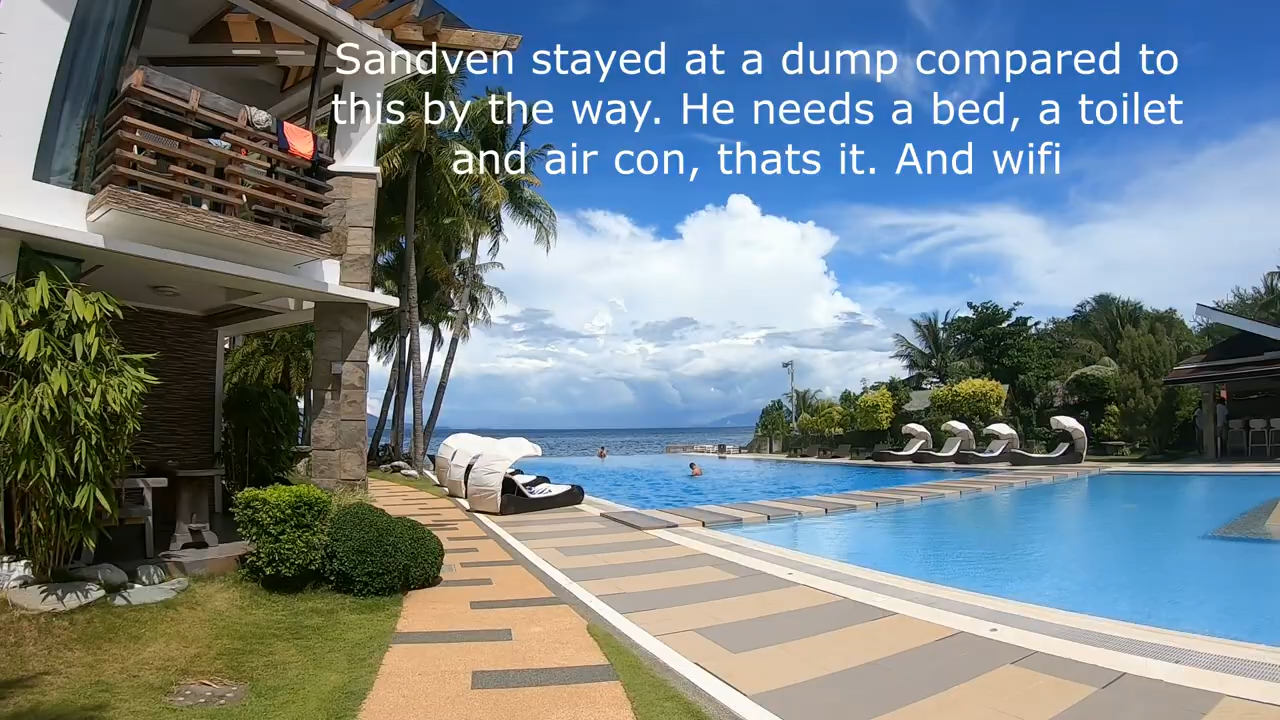 Sandven stayed at a dump compared to
this by the way. He needs a bed, a toilet
and air con, thats it. And wifi